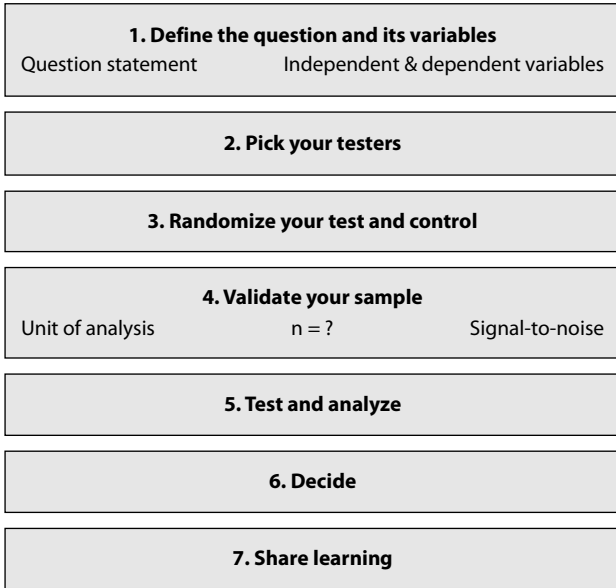 1. Define the question and its variables
Question statement Independent & dependent variables
2. Pick your testers
3. Randomize your test and control
4. Validate your sample
Unit of analysis n = ? Signal-to-noise
5. Test and analyze
6. Decide
7. Share learning